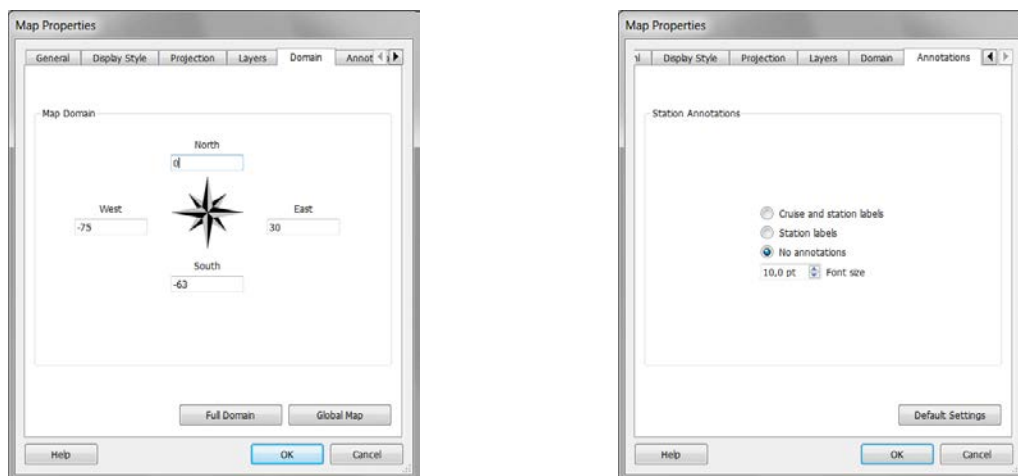 Map Properties
General Display Style Projection Layers Domain Annot
Map Domain
North
0
West East
-75 30
South
-63
Full Domain Global Map
Help OK Cancel
Map Properties
Display Style Projection Layers Domain Annotations
Station Annotations
Cruise and station labels
Station labels
No annotations
10,0 pt Font size
Default Settings
Help OK Cancel